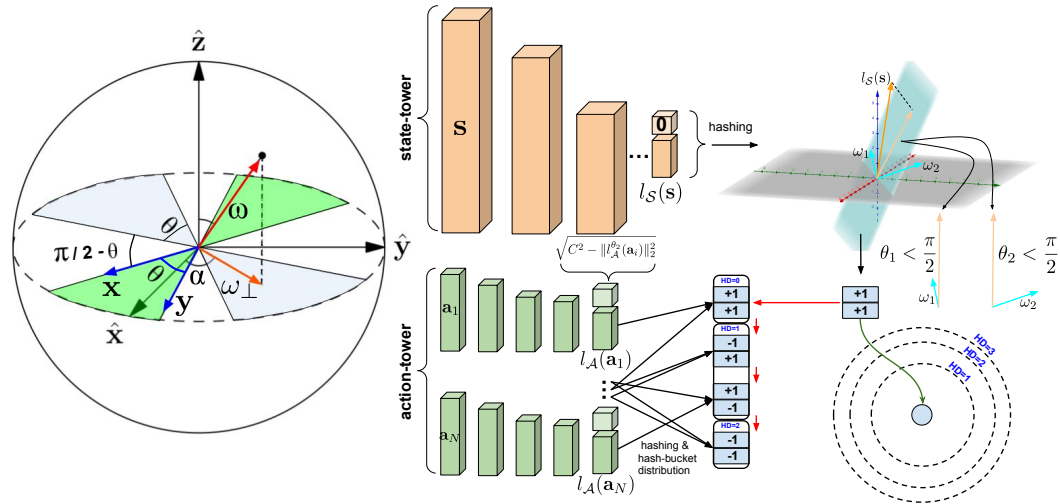 ẑ
ω
θ
π/2 - θ
ŷ
θ
α
x
y
ω⊥
x̂
state-tower
s
0
...
l_S(s)
hashing
√(C² − ‖l_A^{θ₂}(a_i)‖₂²)
action-tower
a₁
l_A(a₁)
⋮
a_N
l_A(a_N)
hashing &
hash-bucket
distribution
HD=0
+1
+1
HD=1
-1
+1
+1
-1
HD=2
-1
-1
l_S(s)
ω₁
ω₂
θ₁ < π/2
θ₂ < π/2
ω₁
ω₂
+1
+1
HD=3
HD=2
HD=1